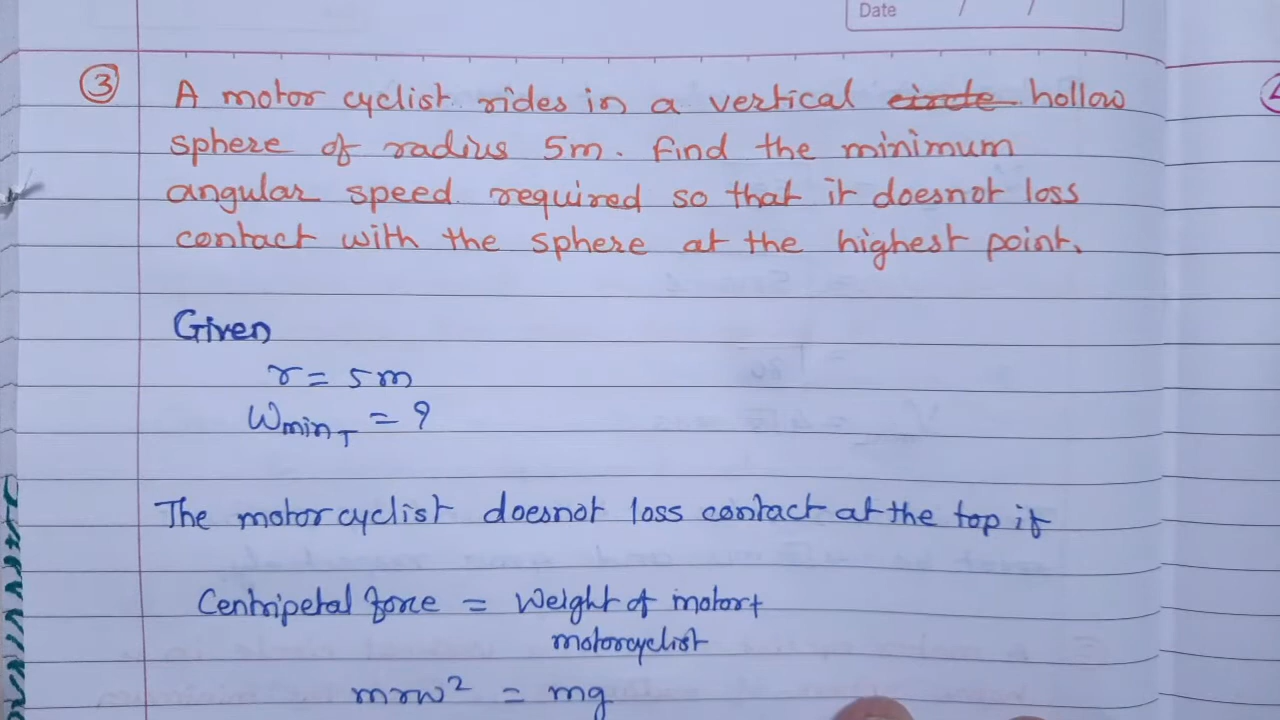 Date / /
③ A motor cyclist rides in a vertical circle hollow
sphere of radius 5m. Find the minimum
angular speed required so that it doesnot loss
contact with the sphere at the highest point.
Given
r = 5m
ω_min_T = ?
The motorcyclist doesnot loss contact at the top if
Centripetal force = Weight of motor +
motorcyclist
mrw² = mg